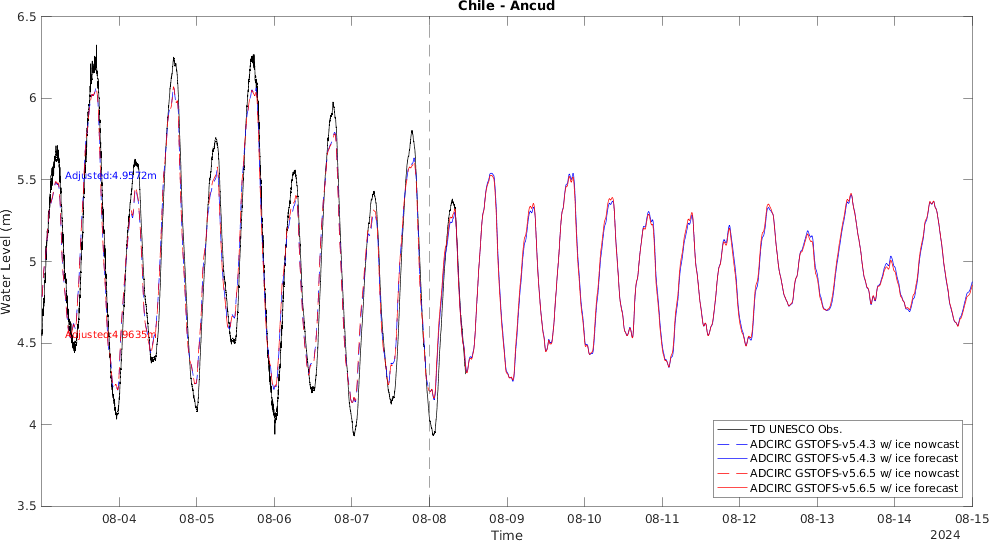 Chile - Ancud
6.5
6
5.5
5
4.5
4
3.5
Water Level (m)
Adjusted:4.9572m
Adjusted:4.9635m
TD UNESCO Obs.
ADCIRC GSTOFS-v5.4.3 w/ ice nowcast
ADCIRC GSTOFS-v5.4.3 w/ ice forecast
ADCIRC GSTOFS-v5.6.5 w/ ice nowcast
ADCIRC GSTOFS-v5.6.5 w/ ice forecast
08-04 08-05 08-06 08-07 08-08 08-09 08-10 08-11 08-12 08-13 08-14 08-15
Time
2024